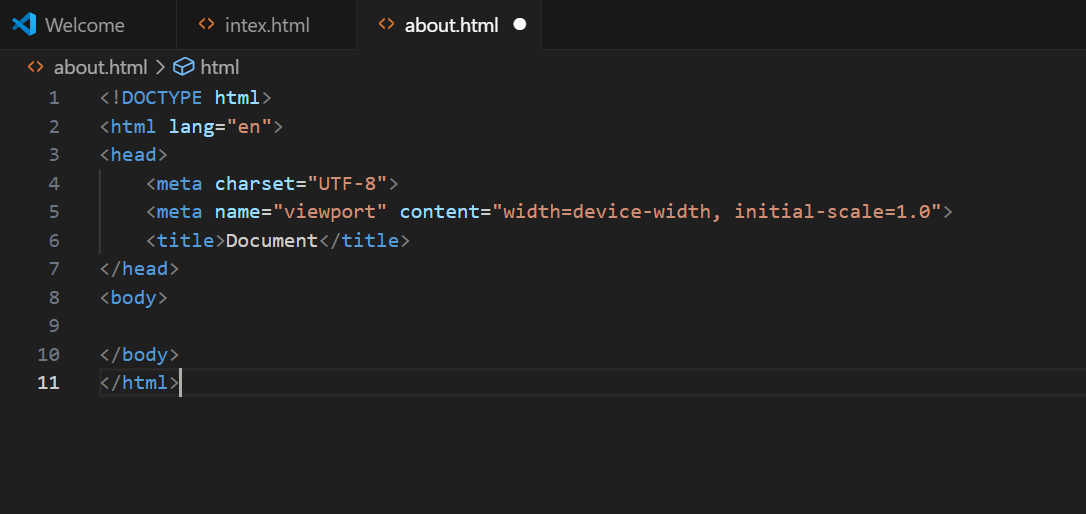 Welcome intex.html about.html
about.html > html
1 <!DOCTYPE html>
2 <html lang="en">
3 <head>
4     <meta charset="UTF-8">
5     <meta name="viewport" content="width=device-width, initial-scale=1.0">
6     <title>Document</title>
7 </head>
8 <body>
9
10 </body>
11 </html>